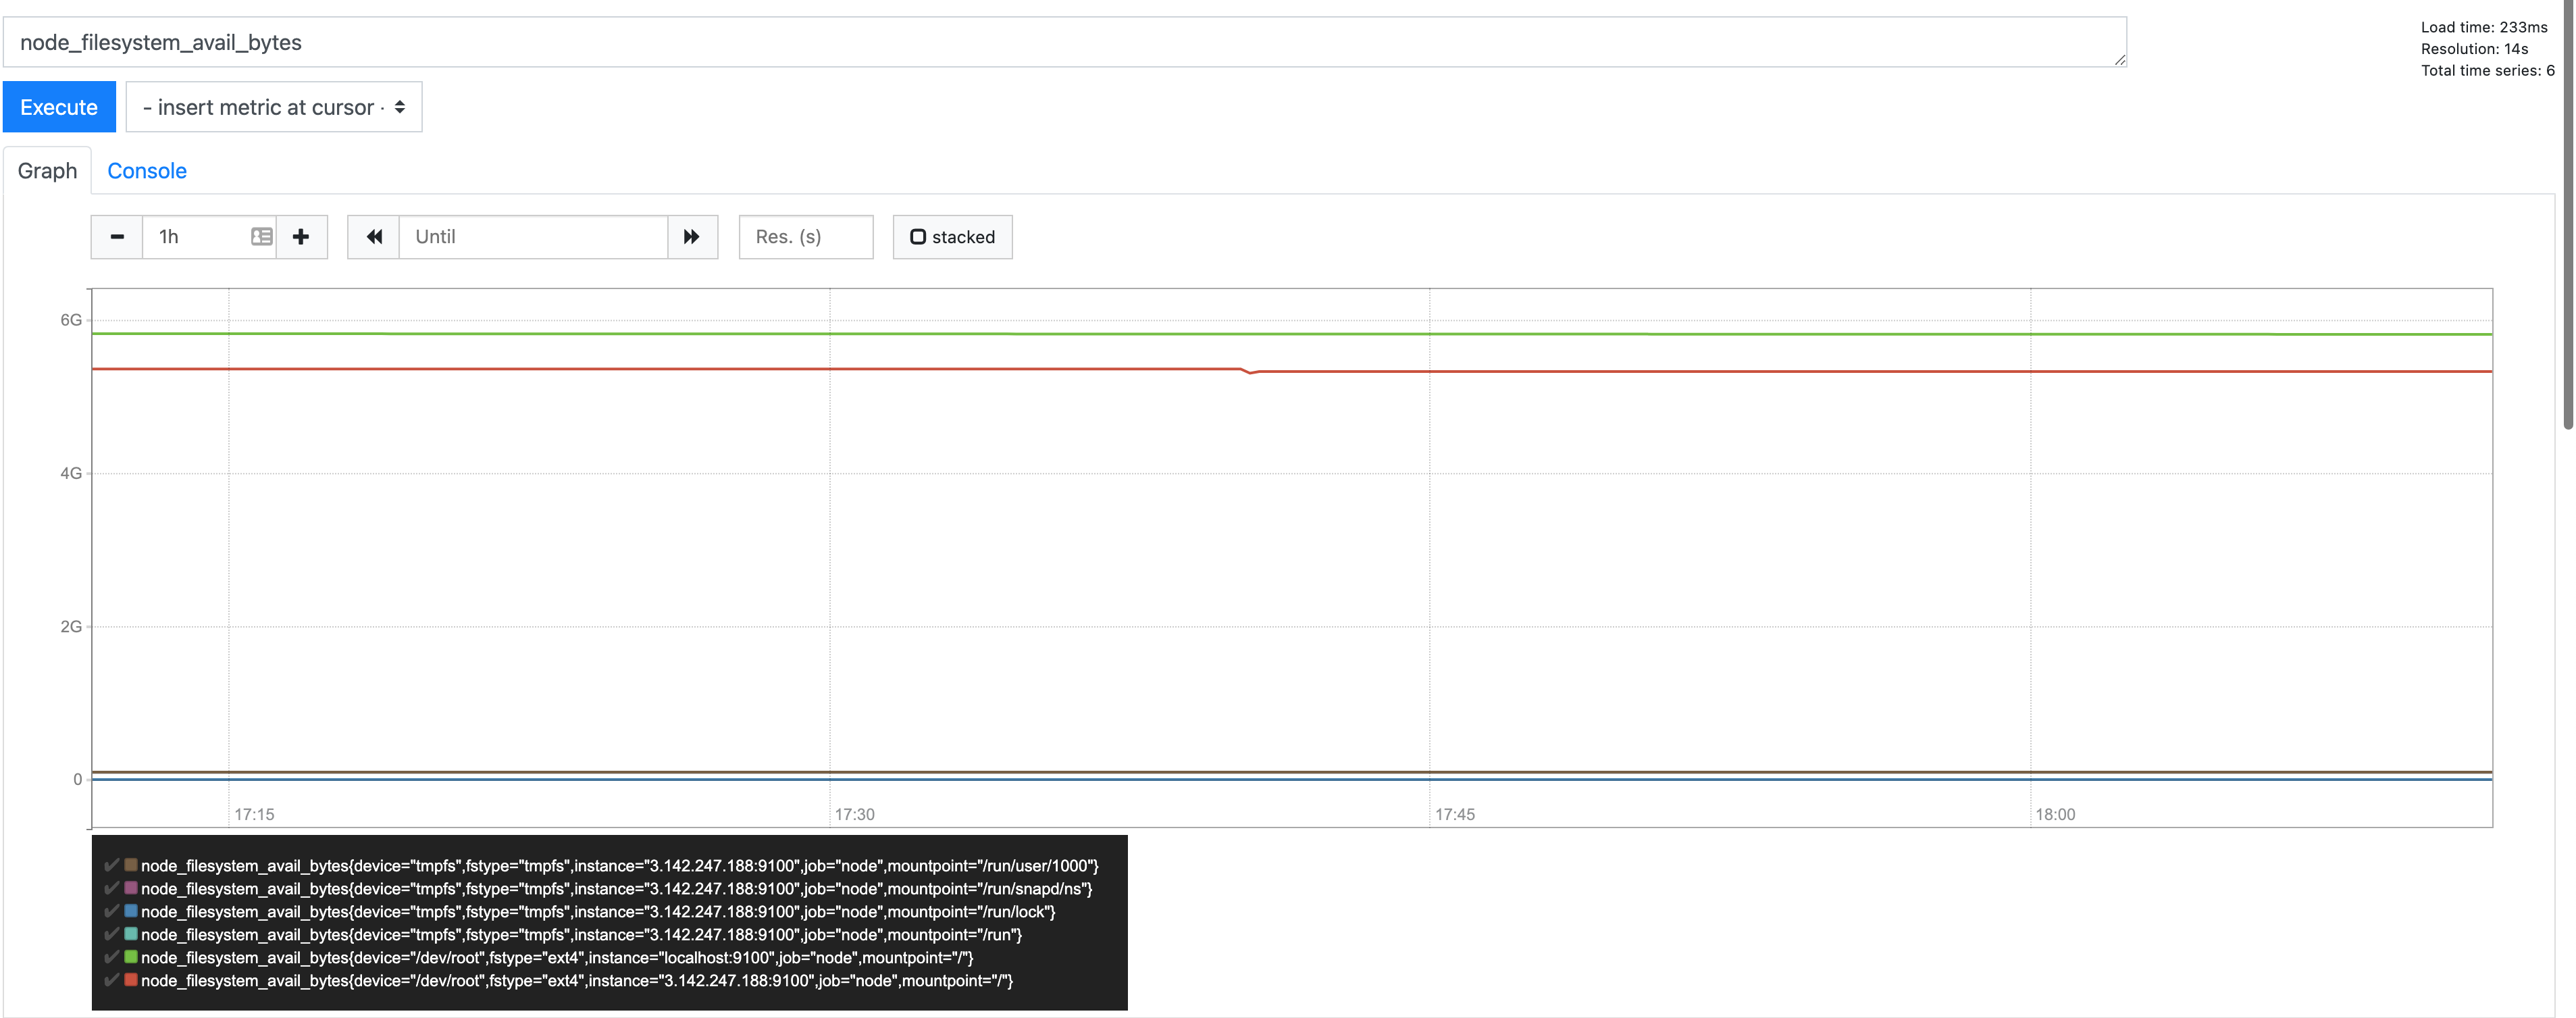 node_filesystem_avail_bytes
Load time: 233ms
Resolution: 14s
Total time series: 6
Execute
- insert metric at cursor -
Graph Console
1h Until Res. (s) stacked
6G
4G
2G
0
17:15 17:30 17:45 18:00
node_filesystem_avail_bytes{device="tmpfs",fstype="tmpfs",instance="3.142.247.188:9100",job="node",mountpoint="/run/user/1000"}
node_filesystem_avail_bytes{device="tmpfs",fstype="tmpfs",instance="3.142.247.188:9100",job="node",mountpoint="/run/snapd/ns"}
node_filesystem_avail_bytes{device="tmpfs",fstype="tmpfs",instance="3.142.247.188:9100",job="node",mountpoint="/run/lock"}
node_filesystem_avail_bytes{device="tmpfs",fstype="tmpfs",instance="3.142.247.188:9100",job="node",mountpoint="/run"}
node_filesystem_avail_bytes{device="/dev/root",fstype="ext4",instance="localhost:9100",job="node",mountpoint="/"}
node_filesystem_avail_bytes{device="/dev/root",fstype="ext4",instance="3.142.247.188:9100",job="node",mountpoint="/"}